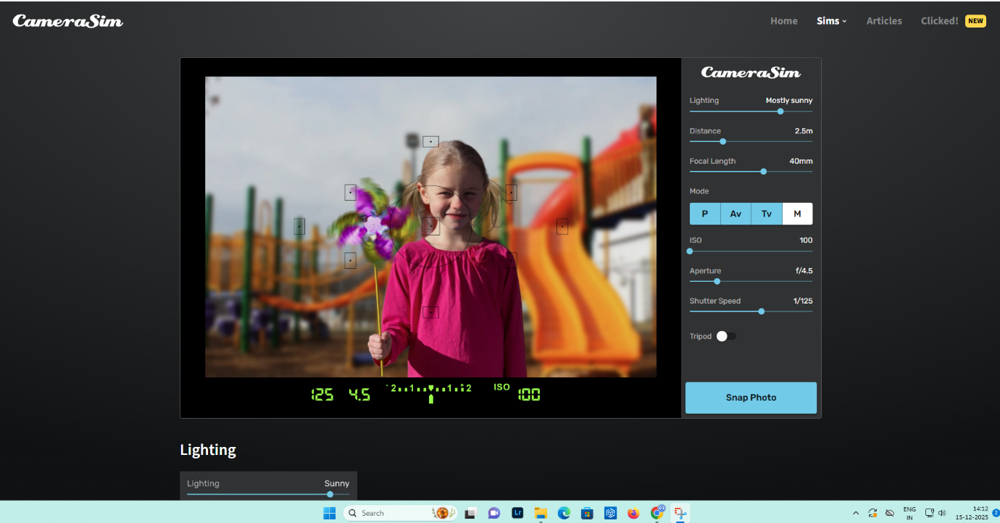 CameraSim
Home Sims Articles Clicked! NEW
CameraSim
Lighting Mostly sunny
Distance 2.5m
Focal Length 40mm
Mode
P Av Tv M
ISO 100
Aperture f/4.5
Shutter Speed 1/125
Tripod
Snap Photo
125 4.5 -2 1 1 +2 ISO 100
Lighting
Lighting Sunny
Search
Lr
ENG
IN
14:12
15-12-2025
2